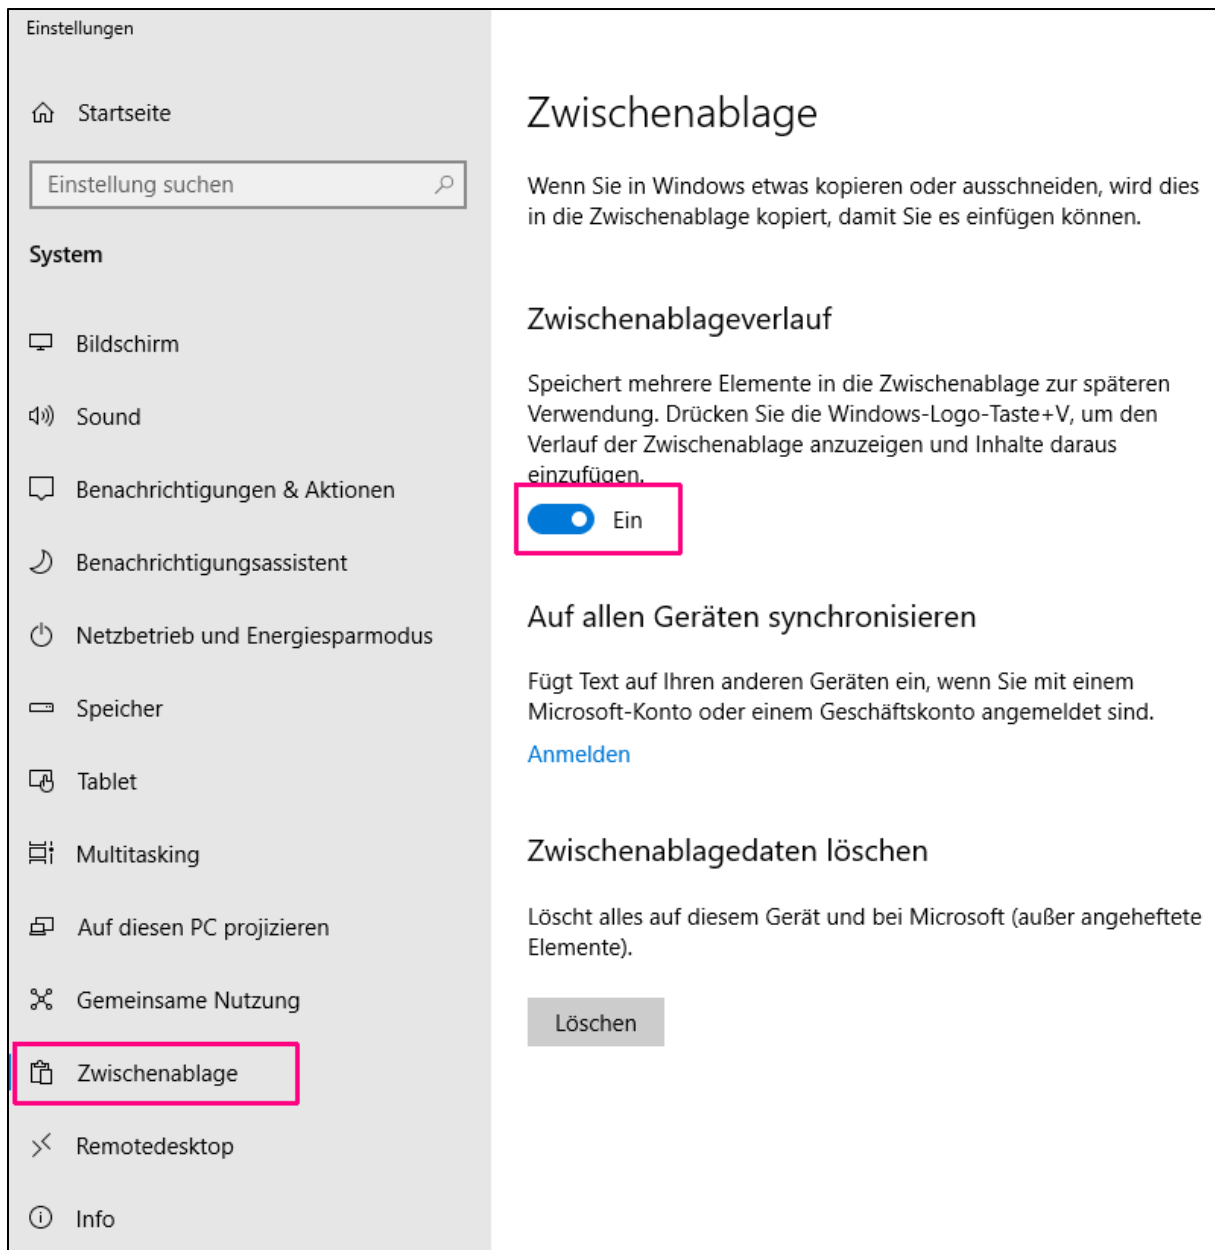 Einstellungen
Startseite
Einstellung suchen
System
Bildschirm
Sound
Benachrichtigungen & Aktionen
Benachrichtigungsassistent
Netzbetrieb und Energiesparmodus
Speicher
Tablet
Multitasking
Auf diesen PC projizieren
Gemeinsame Nutzung
Zwischenablage
Remotedesktop
Info
Zwischenablage
Wenn Sie in Windows etwas kopieren oder ausschneiden, wird dies
in die Zwischenablage kopiert, damit Sie es einfügen können.
Zwischenablageverlauf
Speichert mehrere Elemente in die Zwischenablage zur späteren
Verwendung. Drücken Sie die Windows-Logo-Taste+V, um den
Verlauf der Zwischenablage anzuzeigen und Inhalte daraus
einzufügen.
Ein
Auf allen Geräten synchronisieren
Fügt Text auf Ihren anderen Geräten ein, wenn Sie mit einem
Microsoft-Konto oder einem Geschäftskonto angemeldet sind.
Anmelden
Zwischenablagedaten löschen
Löscht alles auf diesem Gerät und bei Microsoft (außer angeheftete
Elemente).
Löschen